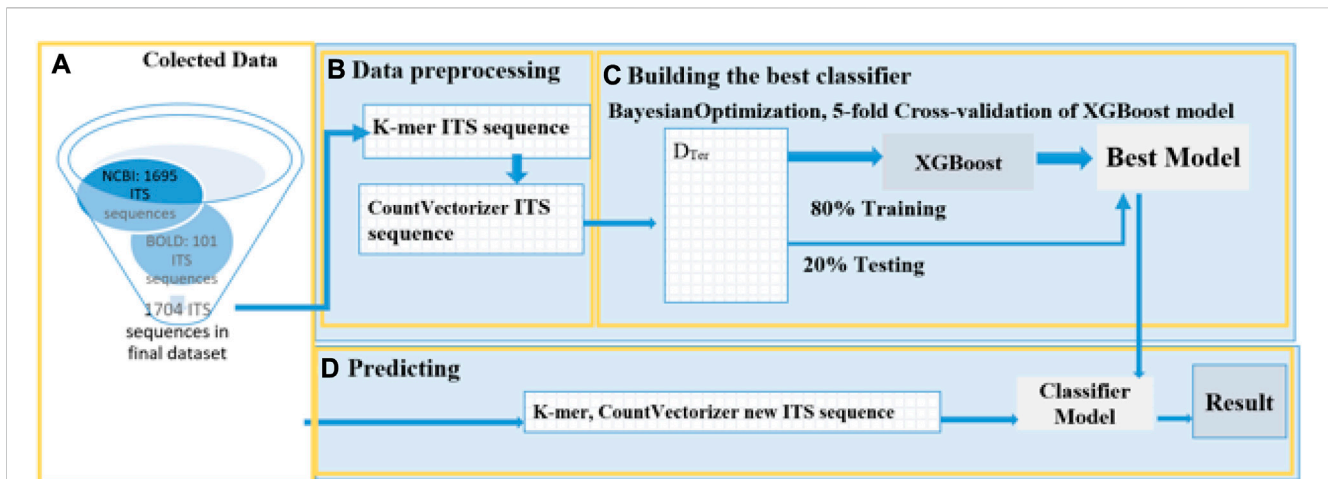 A
Colected Data
NCBI: 1695
ITS
sequences
BOLD: 101
ITS
sequences
1704 ITS
sequences in
final dataset
B Data preprocessing
K-mer ITS sequence
CountVectorizer ITS
sequence
C Building the best classifier
BayesianOptimization, 5-fold Cross-validation of XGBoost model
DTer
XGBoost
Best Model
80% Training
20% Testing
D Predicting
K-mer, CountVectorizer new ITS sequence
Classifier
Model
Result